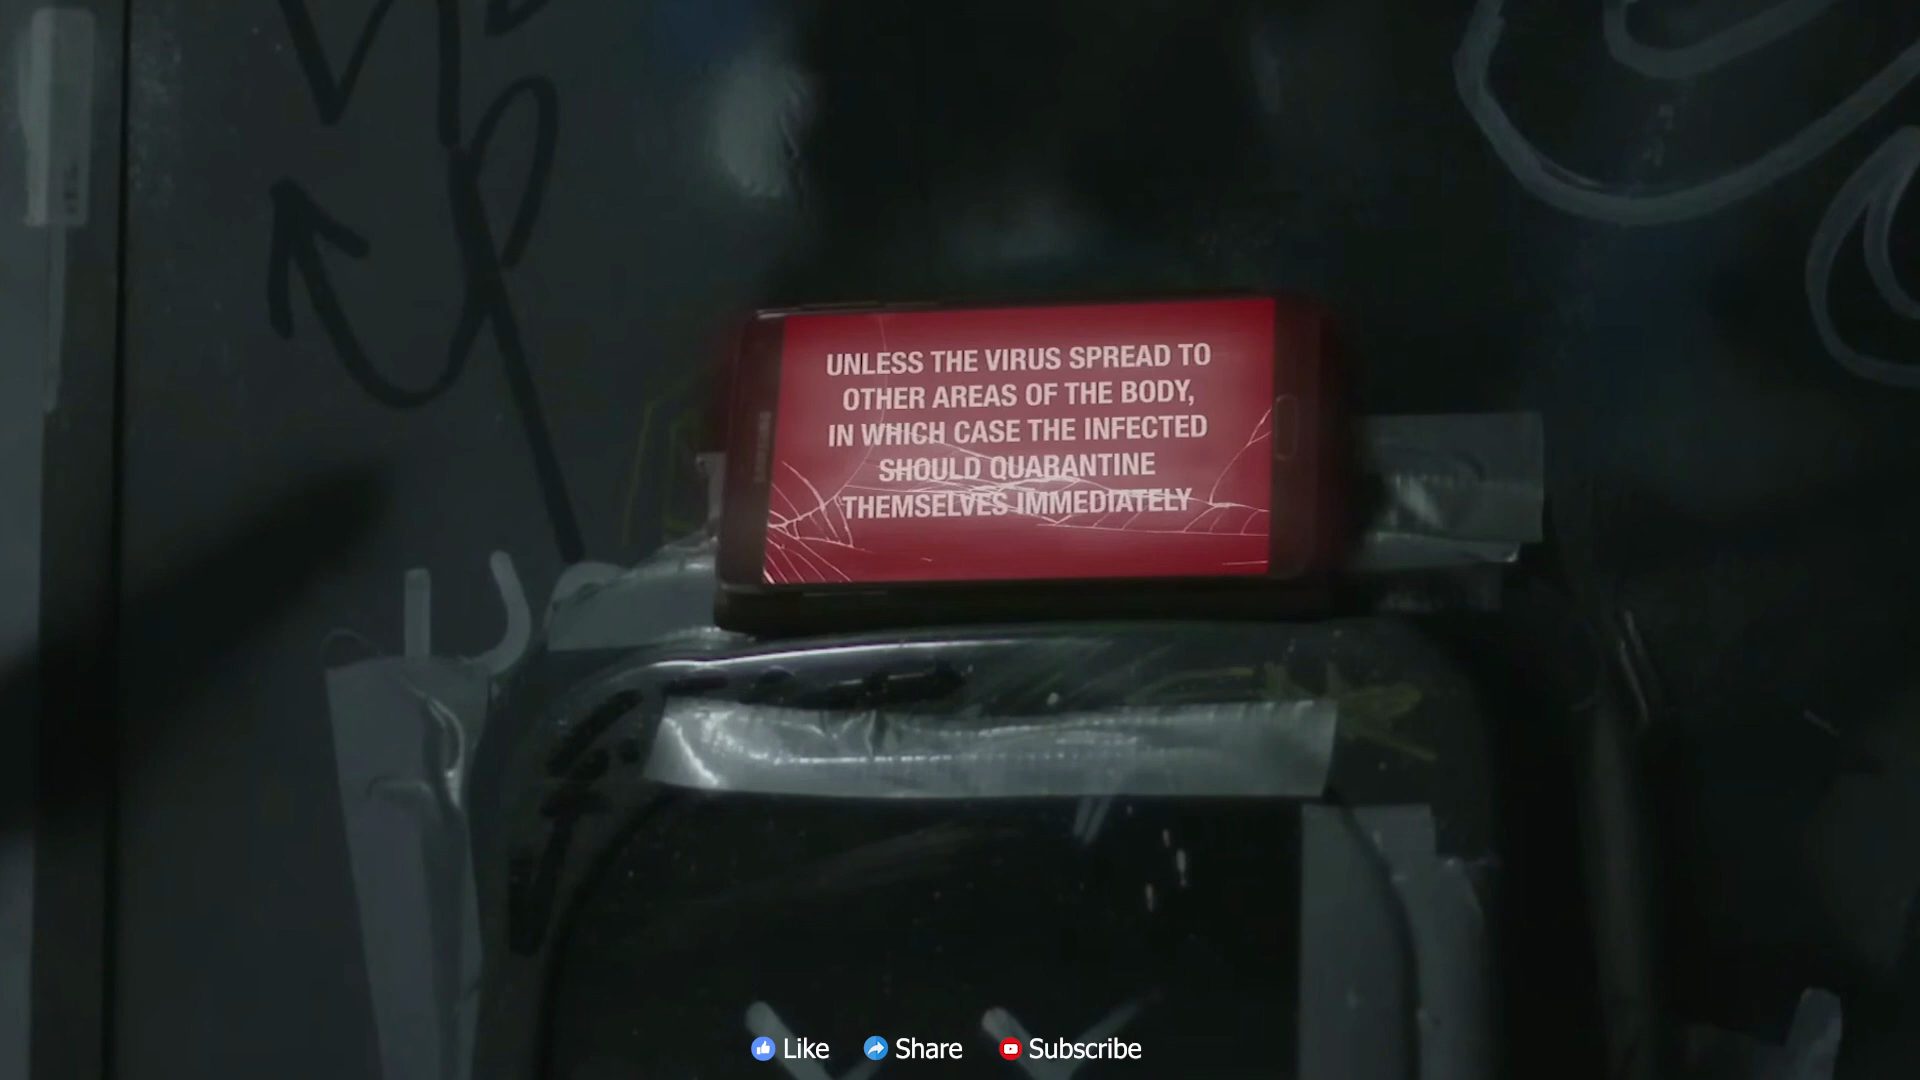 UNLESS THE VIRUS SPREAD TO
OTHER AREAS OF THE BODY,
IN WHICH CASE THE INFECTED
SHOULD QUARANTINE
THEMSELVES IMMEDIATELY
Like Share Subscribe